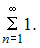 ∞
∑ 1.
n=1